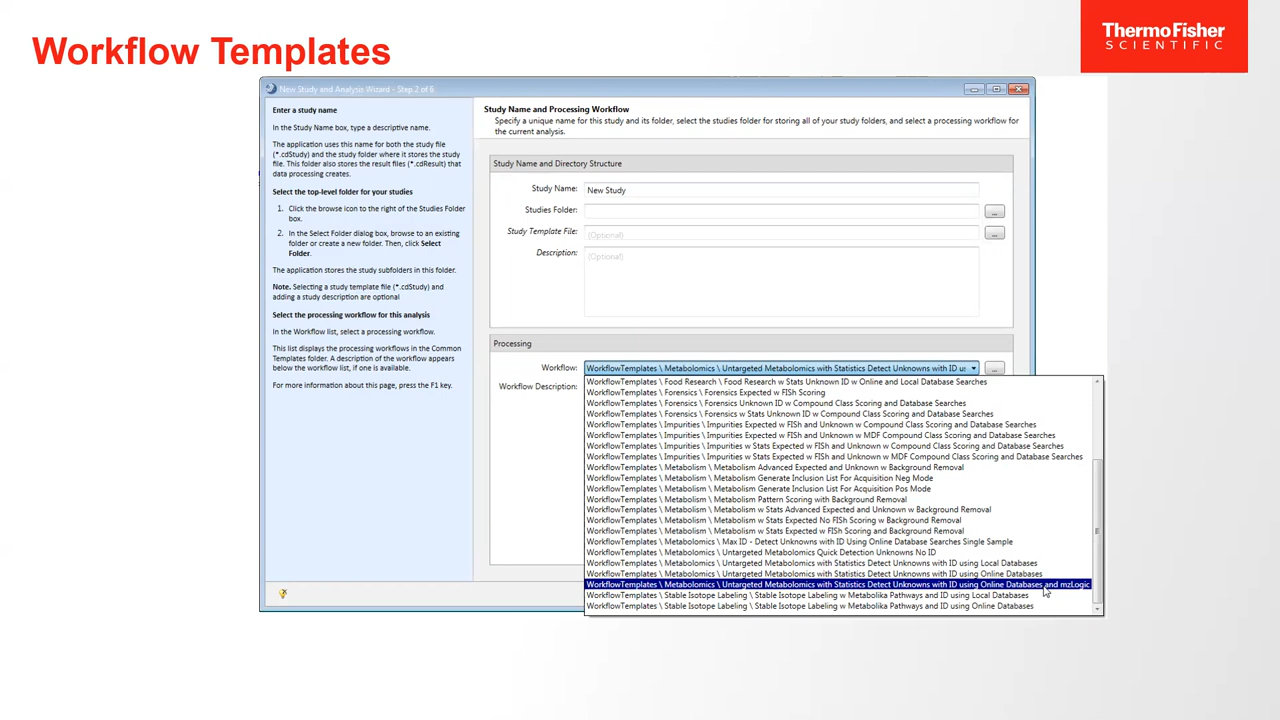 Workflow Templates
ThermoFisher
SCIENTIFIC
New Study and Analysis Wizard - Step 2 of 6
Enter a study name
In the Study Name box, type a descriptive name.
The application uses this name for both the study file
(*.cdStudy) and the study folder where it stores the study
file. This folder also stores the result files (*.cdResult) that
data processing creates.
Select the top-level folder for your studies
1. Click the browse icon to the right of the Studies Folder
box.
2. In the Select Folder dialog box, browse to an existing
folder or create a new folder. Then, click Select
Folder.
The application stores the study subfolders in this folder.
Note. Selecting a study template file (*.cdStudy) and
adding a study description are optional
Select the processing workflow for this analysis
In the Workflow list, select a processing workflow.
This list displays the processing workflows in the Common
Templates folder. A description of the workflow appears
below the workflow list, if one is available.
For more information about this page, press the F1 key.
Study Name and Processing Workflow
Specify a unique name for this study and its folder, select the studies folder for storing all of your study folders, and select a processing workflow for
the current analysis.
Study Name and Directory Structure
Study Name: New Study
Studies Folder: ...
Study Template File: (Optional) ...
Description: (Optional)
Processing
Workflow: WorkflowTemplates \ Metabolomics \ Untargeted Metabolomics with Statistics Detect Unknowns with ID u: ...
Workflow Description:
WorkflowTemplates \ Food Research \ Food Research w Stats Unknown ID w Online and Local Database Searches
WorkflowTemplates \ Forensics \ Forensics Expected w FISh Scoring
WorkflowTemplates \ Forensics \ Forensics Unknown ID w Compound Class Scoring and Database Searches
WorkflowTemplates \ Forensics \ Forensics w Stats Unknown ID w Compound Class Scoring and Database Searches
WorkflowTemplates \ Impurities \ Impurities Expected w FISh and Unknown w Compound Class Scoring and Database Searches
WorkflowTemplates \ Impurities \ Impurities Expected w FISh and Unknown w MDF Compound Class Scoring and Database Searches
WorkflowTemplates \ Impurities \ Impurities w Stats Expected w FISh and Unknown w Compound Class Scoring and Database Searches
WorkflowTemplates \ Impurities \ Impurities w Stats Expected w FISh and Unknown w MDF Compound Class Scoring and Database Searches
WorkflowTemplates \ Metabolism \ Metabolism Advanced Expected and Unknown w Background Removal
WorkflowTemplates \ Metabolism \ Metabolism Generate Inclusion List For Acquisition Neg Mode
WorkflowTemplates \ Metabolism \ Metabolism Generate Inclusion List For Acquisition Pos Mode
WorkflowTemplates \ Metabolism \ Metabolism Pattern Scoring with Background Removal
WorkflowTemplates \ Metabolism \ Metabolism w Stats Advanced Expected and Unknown w Background Removal
WorkflowTemplates \ Metabolism \ Metabolism w Stats Expected No FISh Scoring w Background Removal
WorkflowTemplates \ Metabolism \ Metabolism w Stats Expected w FISh Scoring w Background Removal
WorkflowTemplates \ Metabolomics \ Max ID - Detect Unknowns with ID Using Online Database Searches Single Sample
WorkflowTemplates \ Metabolomics \ Untargeted Metabolomics Quick Detection Unknowns No ID
WorkflowTemplates \ Metabolomics \ Untargeted Metabolomics with Statistics Detect Unknowns with ID using Local Databases
WorkflowTemplates \ Metabolomics \ Untargeted Metabolomics with Statistics Detect Unknowns with ID using Online Databases
WorkflowTemplates \ Metabolomics \ Untargeted Metabolomics with Statistics Detect Unknowns with ID using Online Databases and mzLogic
WorkflowTemplates \ Stable Isotope Labeling \ Stable Isotope Labeling w Metabolika Pathways and ID using Local Databases
WorkflowTemplates \ Stable Isotope Labeling \ Stable Isotope Labeling w Metabolika Pathways and ID using Online Databases